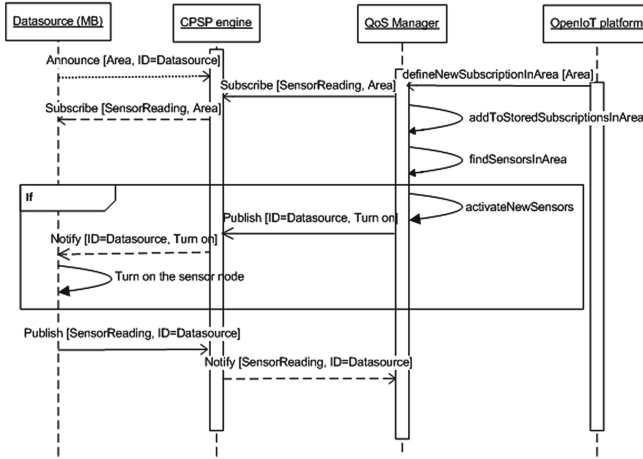 Datasource (MB)
CPSP engine
QoS Manager
OpenIoT platform
Announce [Area, ID=Datasource]
defineNewSubscriptionInArea [Area]
Subscribe [SensorReading, Area]
Subscribe [SensorReading, Area]
addToStoredSubscriptionsInArea
findSensorsInArea
If
activateNewSensors
Publish [ID=Datasource, Turn on]
Notify [ID=Datasource, Turn on]
Turn on the sensor node
Publish [SensorReading, ID=Datasource]
Notify [SensorReading, ID=Datasource]